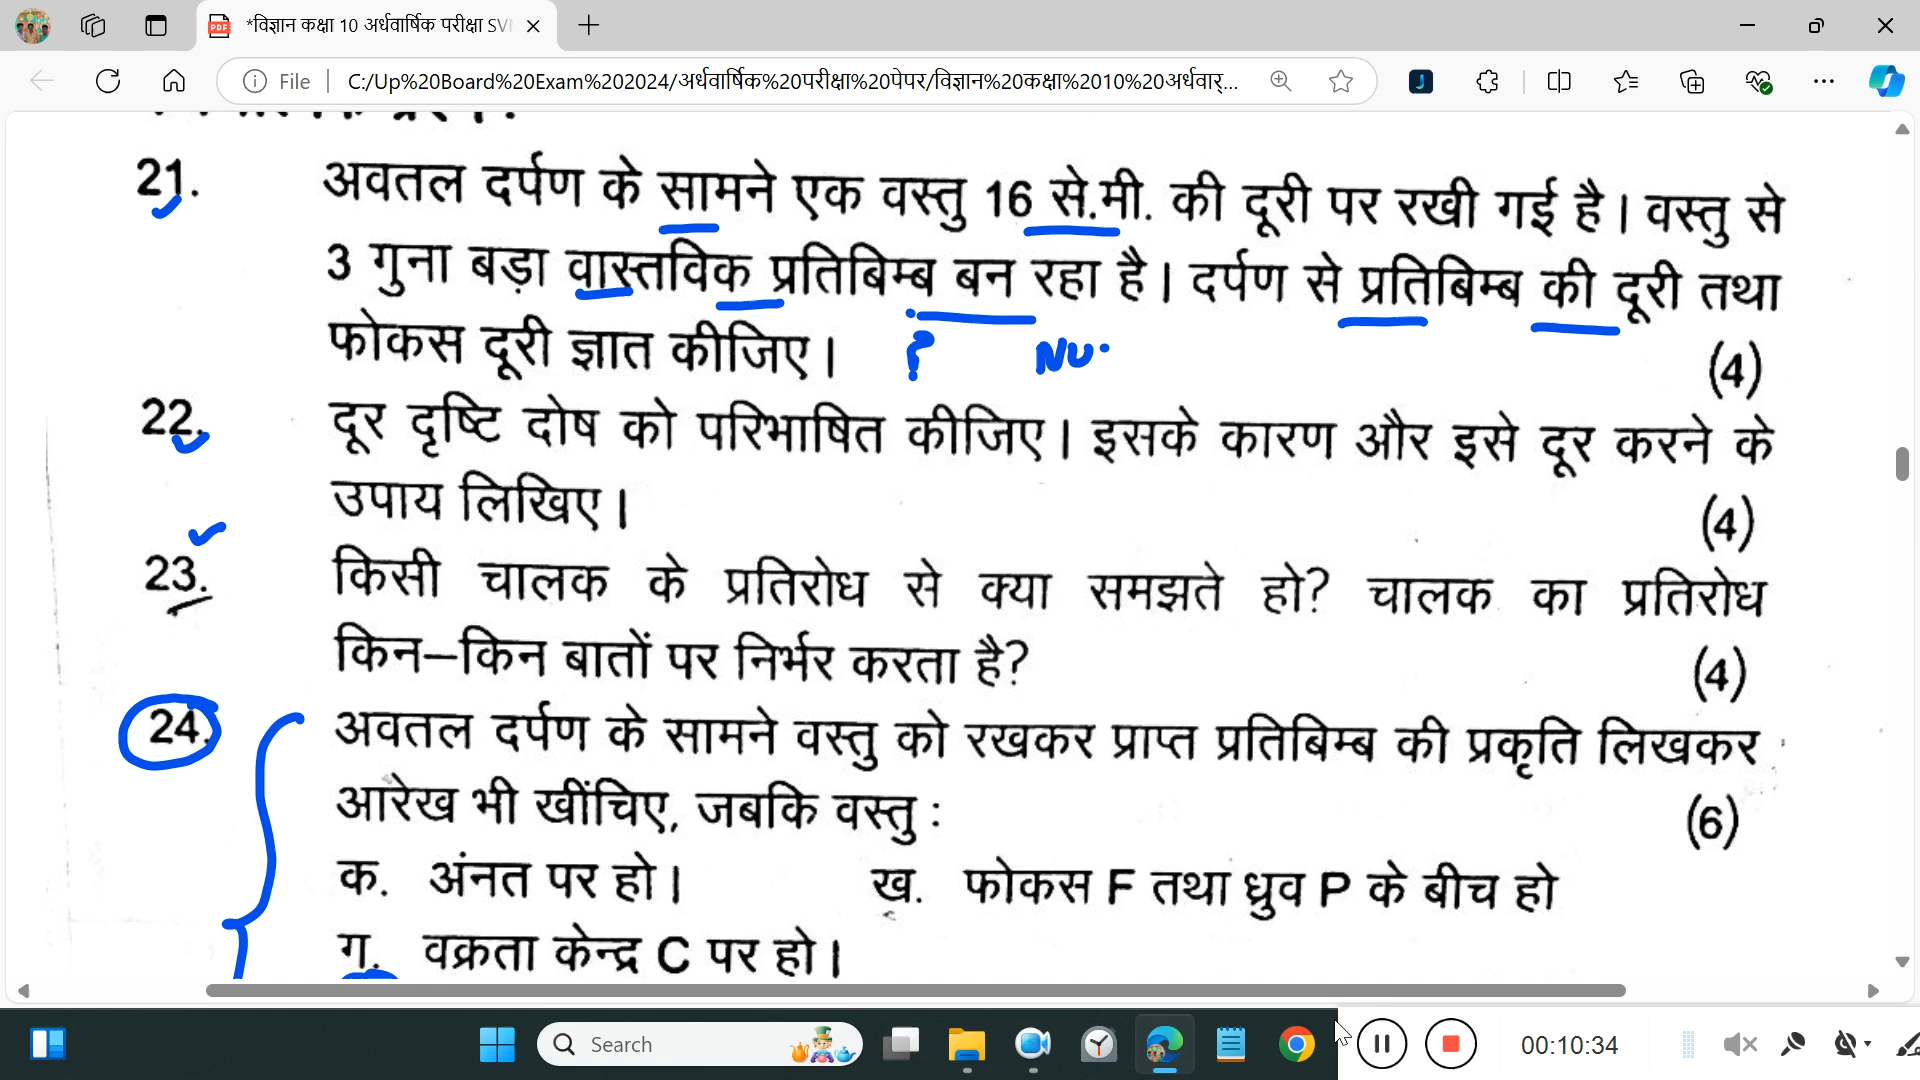 *विज्ञान कक्षा 10 अर्धवार्षिक परीक्षा SV
File
C:/Up%20Board%20Exam%202024/अर्धवार्षिक%20परीक्षा%20पेपर/विज्ञान%20कक्षा%2010%20अर्धवार्...
21. अवतल दर्पण के सामने एक वस्तु 16 से.मी. की दूरी पर रखी गई है। वस्तु से
3 गुना बड़ा वास्तविक प्रतिबिम्ब बन रहा है। दर्पण से प्रतिबिम्ब की दूरी तथा
फोकस दूरी ज्ञात कीजिए। ? Nu. (4)
22. दूर दृष्टि दोष को परिभाषित कीजिए। इसके कारण और इसे दूर करने के
उपाय लिखिए। (4)
23. किसी चालक के प्रतिरोध से क्या समझते हो? चालक का प्रतिरोध
किन–किन बातों पर निर्भर करता है? (4)
24. अवतल दर्पण के सामने वस्तु को रखकर प्राप्त प्रतिबिम्ब की प्रकृति लिखकर
आरेख भी खींचिए, जबकि वस्तु : (6)
क. अंनत पर हो। ख. फोकस F तथा ध्रुव P के बीच हो
ग. वक्रता केन्द्र C पर हो।
Search
00:10:34